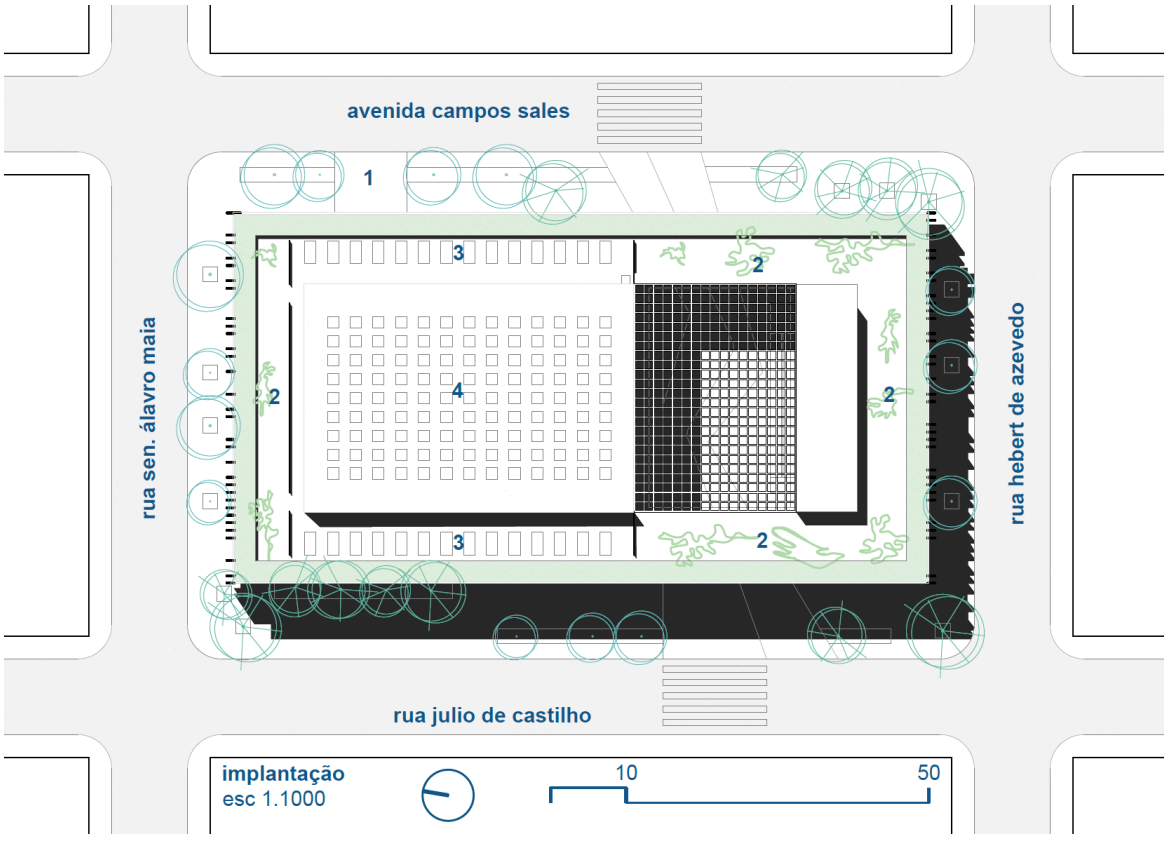 avenida campos sales
1
3
2
rua sen. álavro maia
2
4
2
rua hebert de azevedo
3
2
rua julio de castilho
implantação
esc 1.1000
10
50